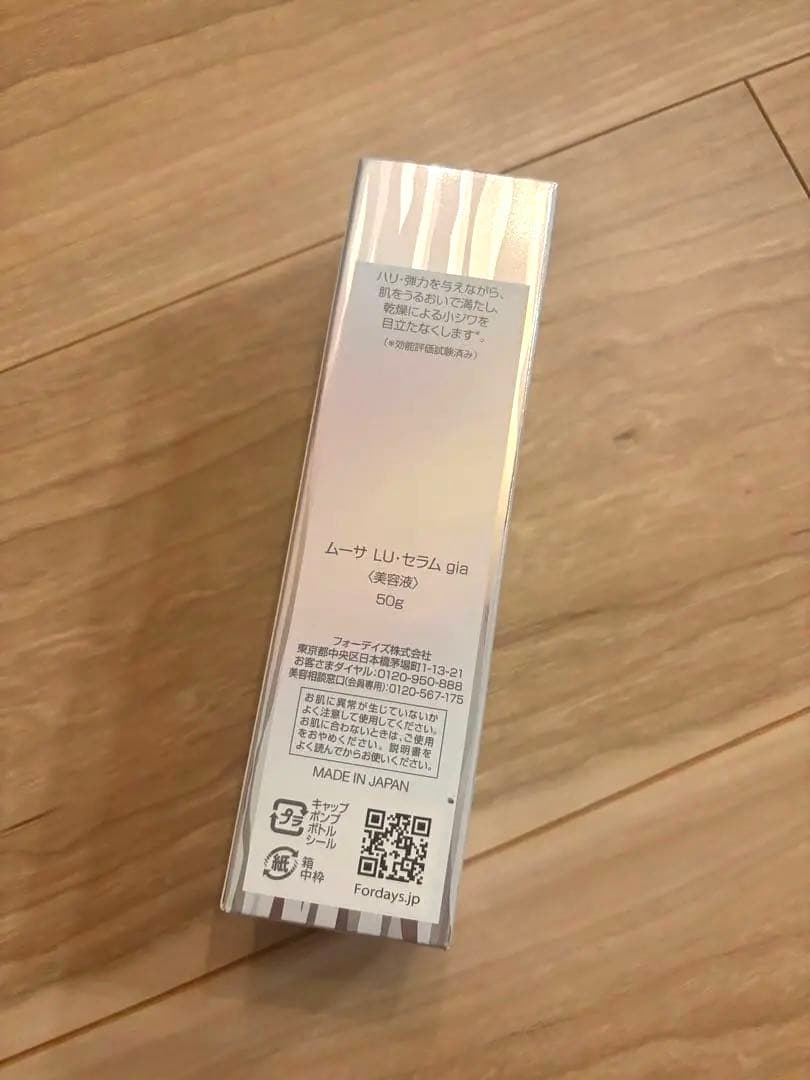 ハリ・弾力を与えながら、
肌をうるおいで満たし、
乾燥による小ジワを
目立たなくします*。
(*効能評価試験済み)
ムーサ LU・セラム gia
〈美容液〉
50g
フォーデイズ株式会社
東京都中央区日本橋茅場町1-13-21
お客さまダイヤル:0120-950-888
美容相談窓口(会員専用):0120-567-175
お肌に異常が生じていないか
よく注意して使用してください。
お肌に合わないときは、ご使用
をおやめください。説明書を
よく読んでからお使いください。
MADE IN JAPAN
プラ
キャップ
ポンプ
ボトル
シール
紙
箱
中枠
Fordays.jp